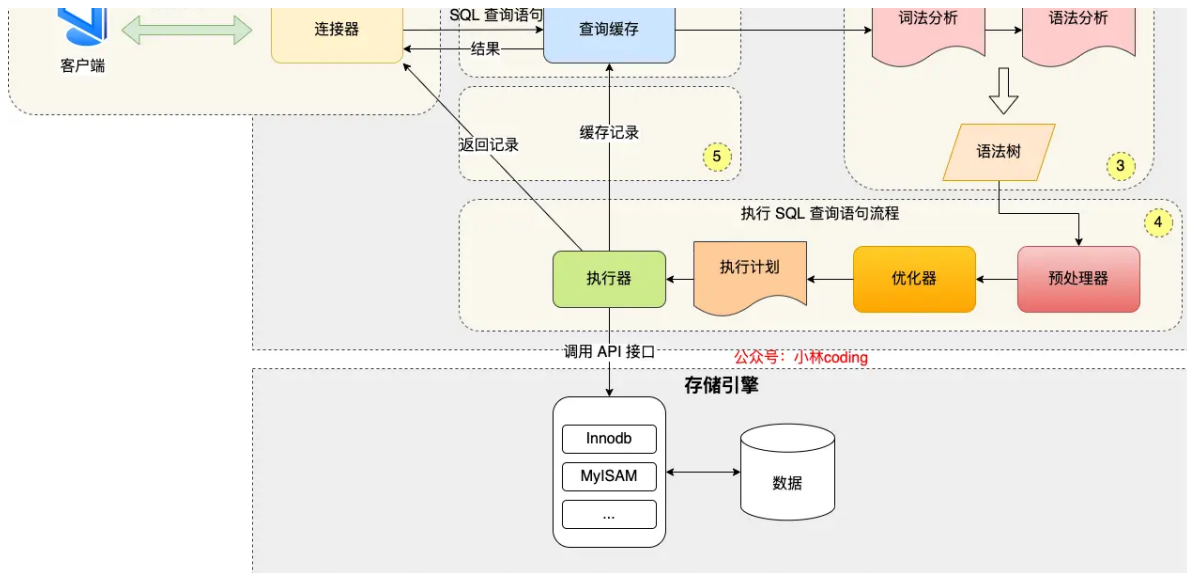 SQL 查询语句
连接器
查询缓存
词法分析
语法分析
结果
客户端
缓存记录
返回记录
5
语法树
3
执行 SQL 查询语句流程
4
执行器
执行计划
优化器
预处理器
调用 API 接口
公众号：小林coding
存储引擎
Innodb
MyISAM
...
数据